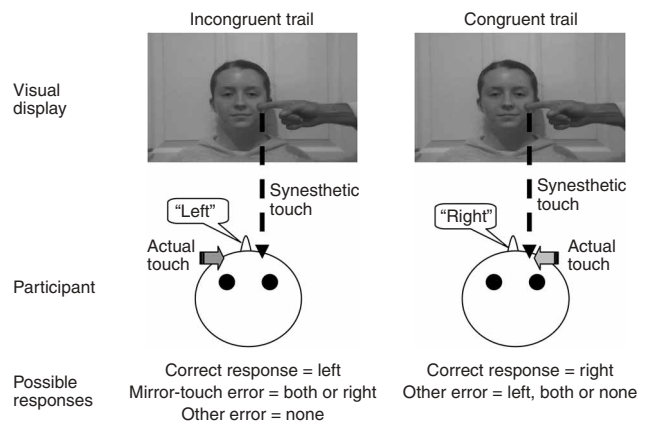 Incongruent trail
Congruent trail
Visual
display
Synesthetic
touch
Synesthetic
touch
"Left"
"Right"
Actual
touch
Actual
touch
Participant
Possible
responses
Correct response = left
Mirror-touch error = both or right
Other error = none
Correct response = right
Other error = left, both or none